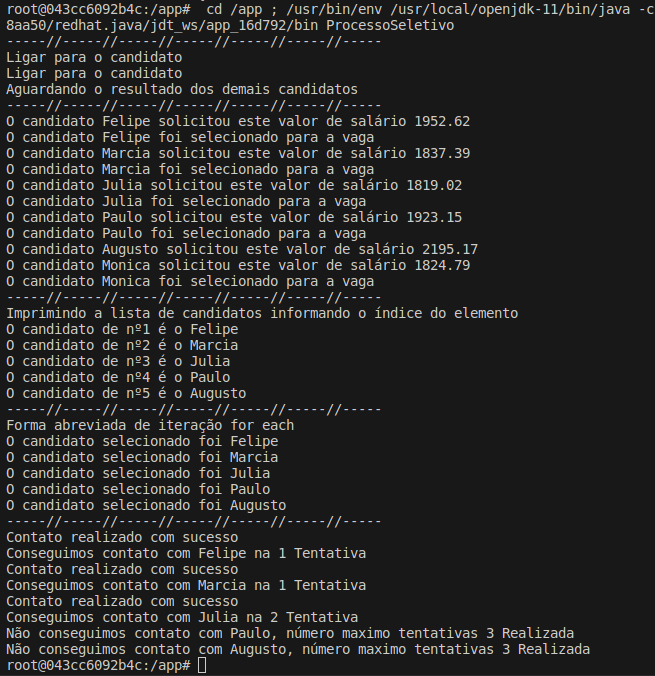 root@043cc6092b4c:/app#  cd /app ; /usr/bin/env /usr/local/openjdk-11/bin/java -c
8aa50/redhat.java/jdt_ws/app_16d792/bin ProcessoSeletivo
-----//-----//-----//-----//-----//-----//-----
Ligar para o candidato
Ligar para o candidato
Aguardando o resultado dos demais candidatos
-----//-----//-----//-----//-----//-----//-----
O candidato Felipe solicitou este valor de salário 1952.62
O candidato Felipe foi selecionado para a vaga
O candidato Marcia solicitou este valor de salário 1837.39
O candidato Marcia foi selecionado para a vaga
O candidato Julia solicitou este valor de salário 1819.02
O candidato Julia foi selecionado para a vaga
O candidato Paulo solicitou este valor de salário 1923.15
O candidato Paulo foi selecionado para a vaga
O candidato Augusto solicitou este valor de salário 2195.17
O candidato Monica solicitou este valor de salário 1824.79
O candidato Monica foi selecionado para a vaga
-----//-----//-----//-----//-----//-----//-----
Imprimindo a lista de candidatos informando o índice do elemento
O candidato de nº1 é o Felipe
O candidato de nº2 é o Marcia
O candidato de nº3 é o Julia
O candidato de nº4 é o Paulo
O candidato de nº5 é o Augusto
-----//-----//-----//-----//-----//-----//-----
Forma abreviada de iteração for each
O candidato selecionado foi Felipe
O candidato selecionado foi Marcia
O candidato selecionado foi Julia
O candidato selecionado foi Paulo
O candidato selecionado foi Augusto
-----//-----//-----//-----//-----//-----//-----
Contato realizado com sucesso
Conseguimos contato com Felipe na 1 Tentativa
Contato realizado com sucesso
Conseguimos contato com Marcia na 1 Tentativa
Contato realizado com sucesso
Conseguimos contato com Julia na 2 Tentativa
Não conseguimos contato com Paulo, número maximo tentativas 3 Realizada
Não conseguimos contato com Augusto, número maximo tentativas 3 Realizada
root@043cc6092b4c:/app#